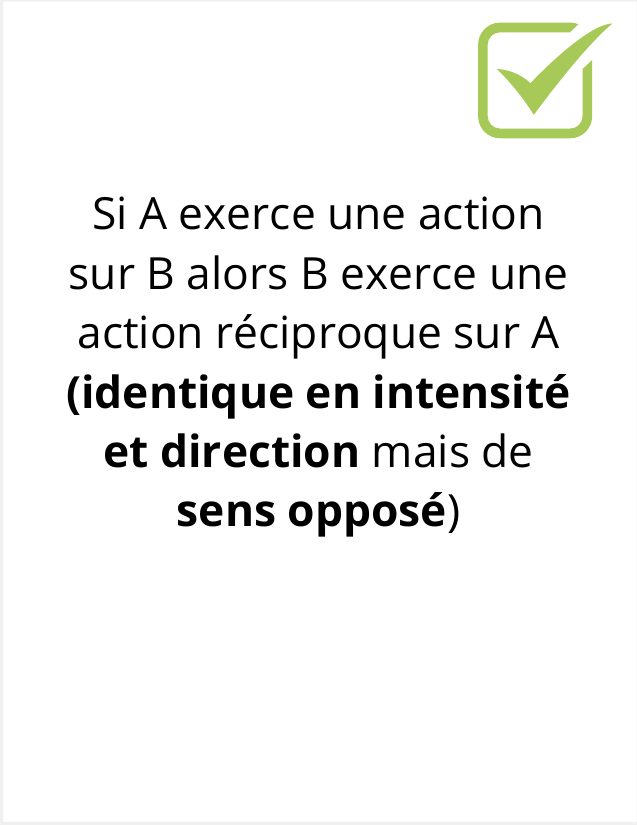 Si A exerce une action
sur B alors B exerce une
action réciproque sur A
(identique en intensité
et direction mais de
sens opposé)